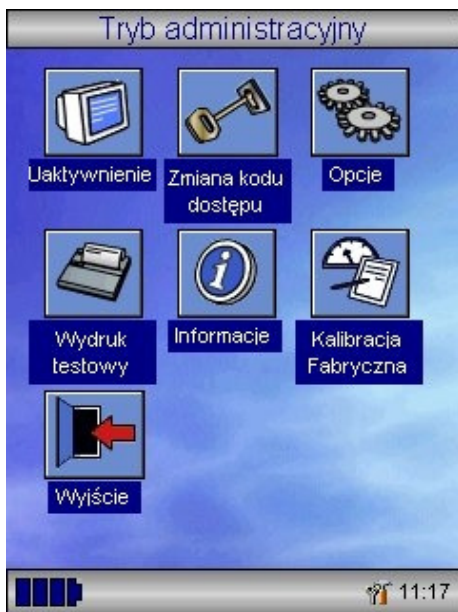 Tryb administracyjny
Uaktywnienie
Zmiana kodu
dostępu
Opcje
Wydruk
testowy
Informacje
Kalibracja
Fabryczna
Wyjście
11:17